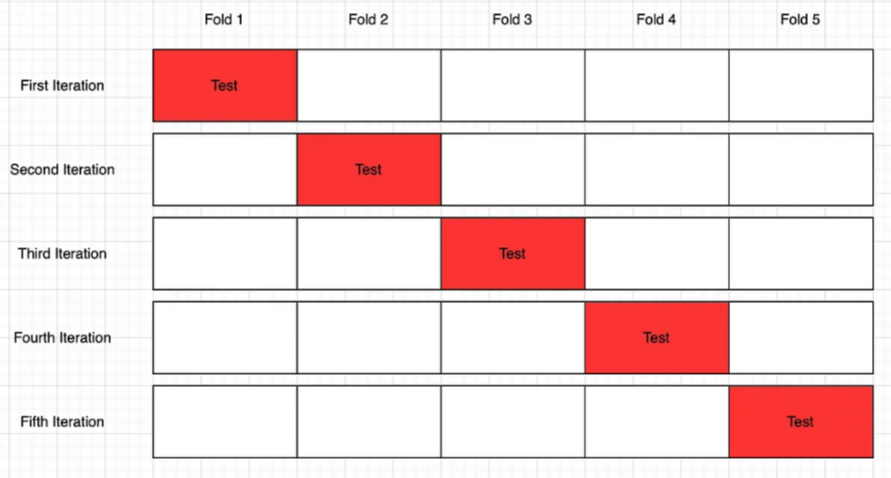 Fold 1 Fold 2 Fold 3 Fold 4 Fold 5
First Iteration Test
Second Iteration Test
Third Iteration Test
Fourth Iteration Test
Fifth Iteration Test